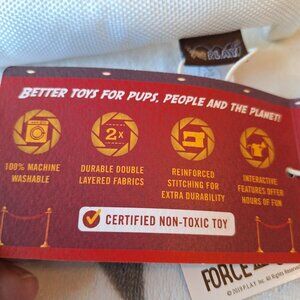 P.L.A.Y.
BETTER TOYS FOR PUPS, PEOPLE AND THE PLANET!
2X
100% MACHINE
WASHABLE
DURABLE DOUBLE
LAYERED FABRICS
REINFORCED
STITCHING FOR
EXTRA DURABILITY
INTERACTIVE
FEATURES OFFER
HOURS OF FUN
CERTIFIED NON-TOXIC TOY
FORCE
© 2019 P.L.A.Y.